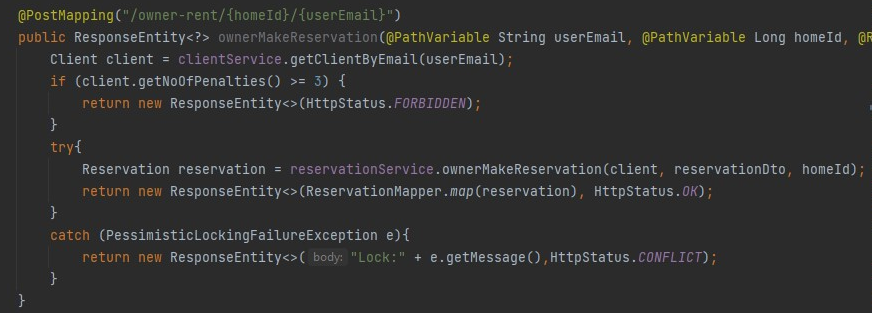 @PostMapping("/owner-rent/{homeId}/{userEmail}")
public ResponseEntity<?> ownerMakeReservation(@PathVariable String userEmail, @PathVariable Long homeId, @R
Client client = clientService.getClientByEmail(userEmail);
if (client.getNoOfPenalties() >= 3) {
return new ResponseEntity<>(HttpStatus.FORBIDDEN);
}
try{
Reservation reservation = reservationService.ownerMakeReservation(client, reservationDto, homeId);
return new ResponseEntity<>(ReservationMapper.map(reservation), HttpStatus.OK);
}
catch (PessimisticLockingFailureException e){
return new ResponseEntity<>( body: "Lock:" + e.getMessage(),HttpStatus.CONFLICT);
}
}